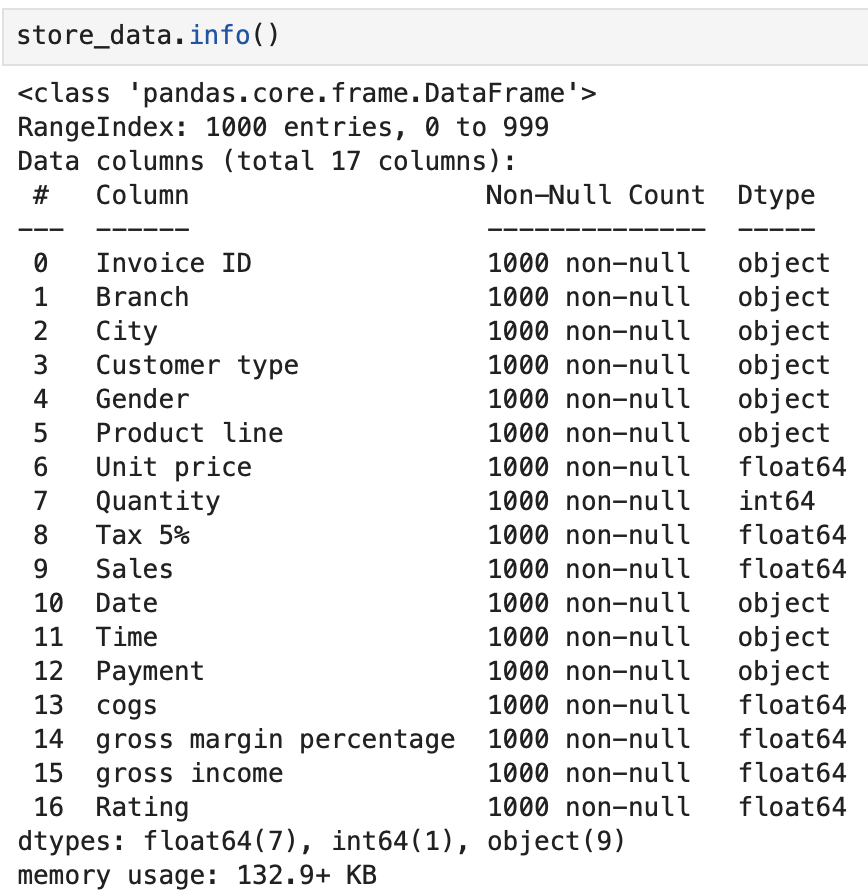 store_data.info()
<class 'pandas.core.frame.DataFrame'>
RangeIndex: 1000 entries, 0 to 999
Data columns (total 17 columns):
 #   Column                   Non-Null Count  Dtype
---  ------                   --------------  -----
 0   Invoice ID               1000 non-null   object
 1   Branch                   1000 non-null   object
 2   City                     1000 non-null   object
 3   Customer type            1000 non-null   object
 4   Gender                   1000 non-null   object
 5   Product line             1000 non-null   object
 6   Unit price               1000 non-null   float64
 7   Quantity                 1000 non-null   int64
 8   Tax 5%                   1000 non-null   float64
 9   Sales                    1000 non-null   float64
 10  Date                     1000 non-null   object
 11  Time                     1000 non-null   object
 12  Payment                  1000 non-null   object
 13  cogs                     1000 non-null   float64
 14  gross margin percentage  1000 non-null   float64
 15  gross income             1000 non-null   float64
 16  Rating                   1000 non-null   float64
dtypes: float64(7), int64(1), object(9)
memory usage: 132.9+ KB